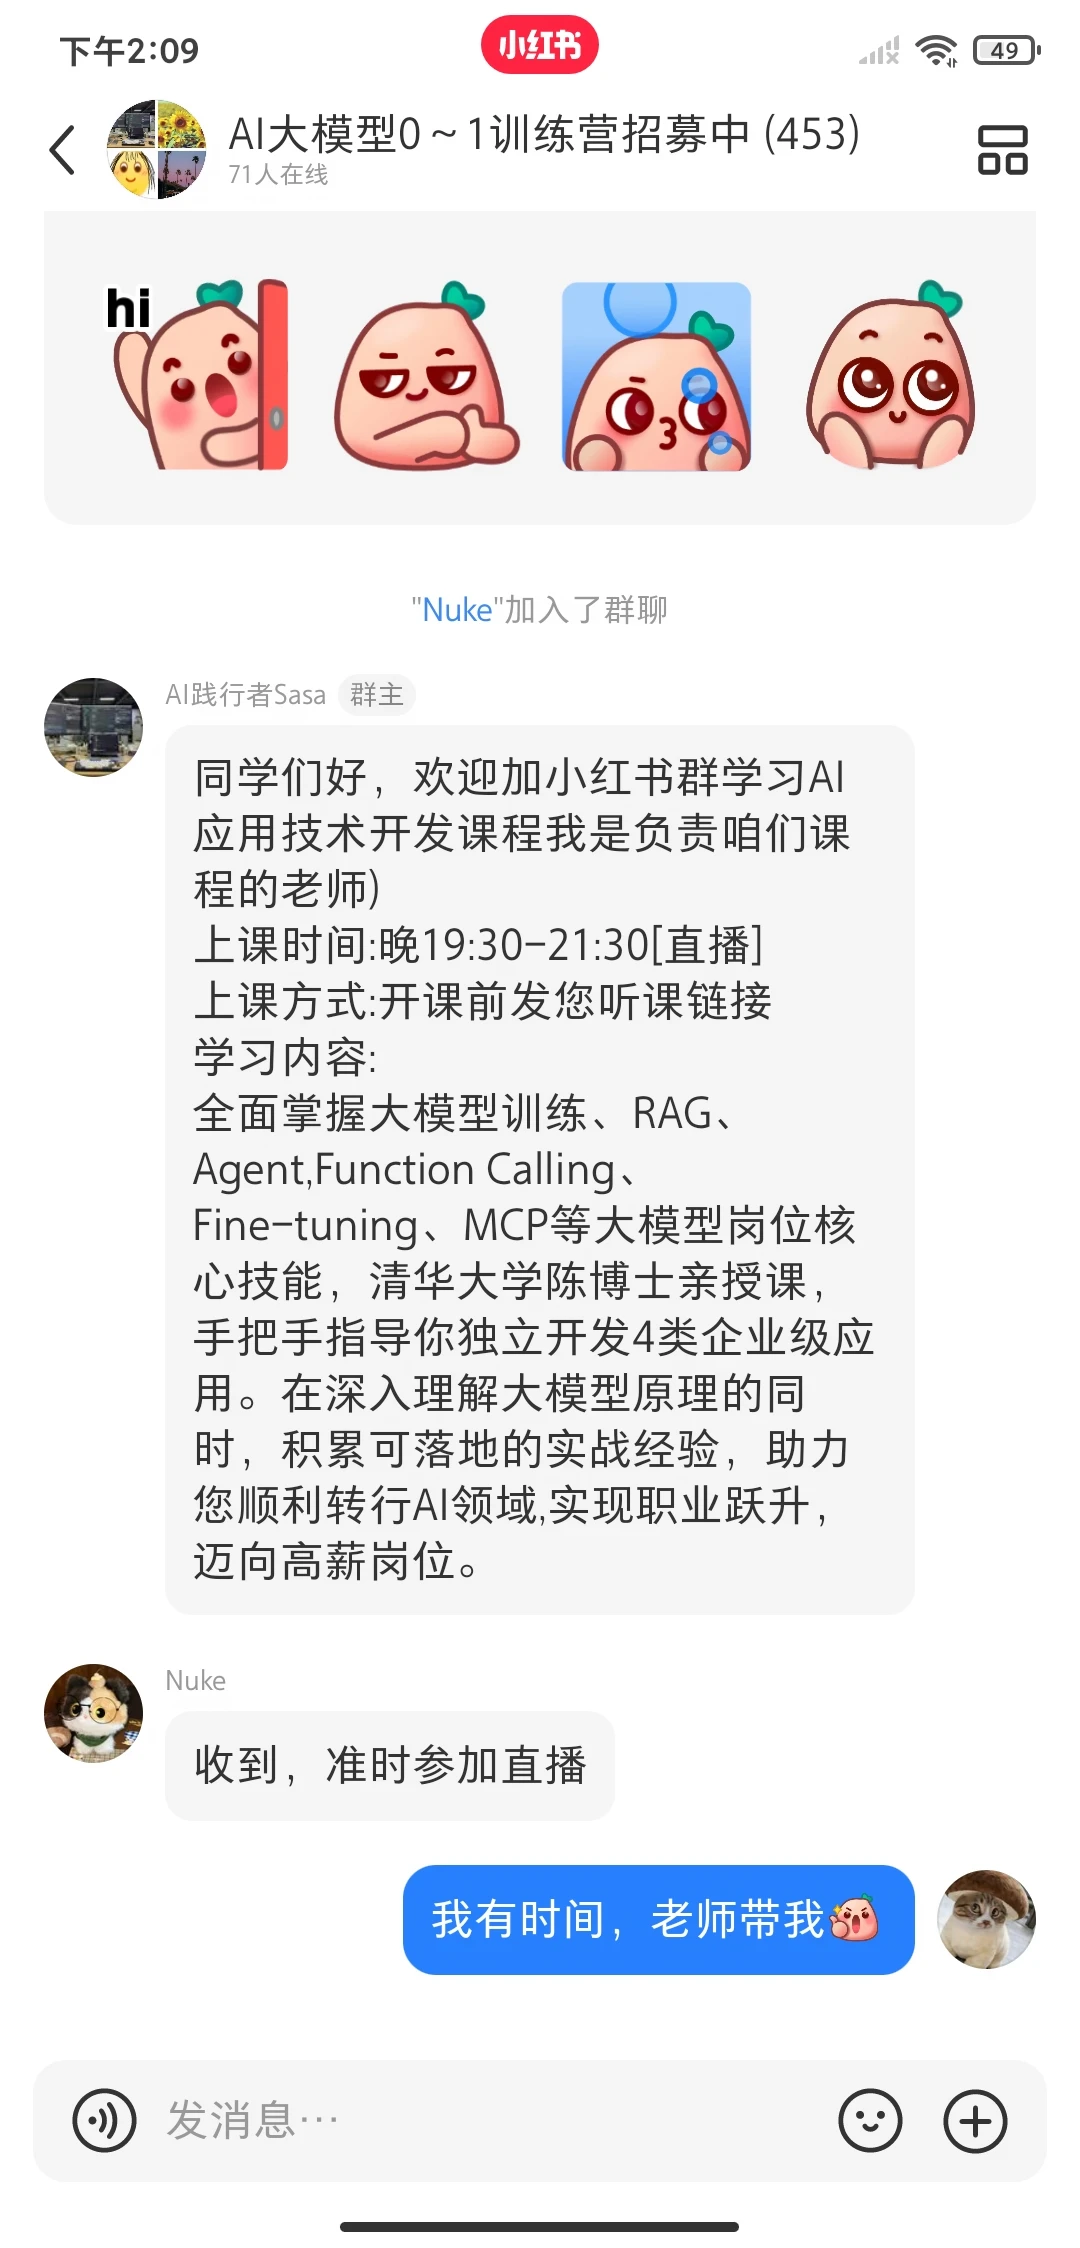 下午2:09
小红书
49
AI大模型0～1训练营招募中 (453)
71人在线
hi
"Nuke"加入了群聊
AI践行者Sasa 群主
同学们好，欢迎加小红书群学习AI
应用技术开发课程我是负责咱们课
程的老师)
上课时间:晚19:30-21:30[直播]
上课方式:开课前发您听课链接
学习内容:
全面掌握大模型训练、RAG、
Agent,Function Calling、
Fine-tuning、MCP等大模型岗位核
心技能，清华大学陈博士亲授课，
手把手指导你独立开发4类企业级应
用。在深入理解大模型原理的同
时，积累可落地的实战经验，助力
您顺利转行AI领域,实现职业跃升，
迈向高薪岗位。
Nuke
收到，准时参加直播
我有时间，老师带我
发消息…